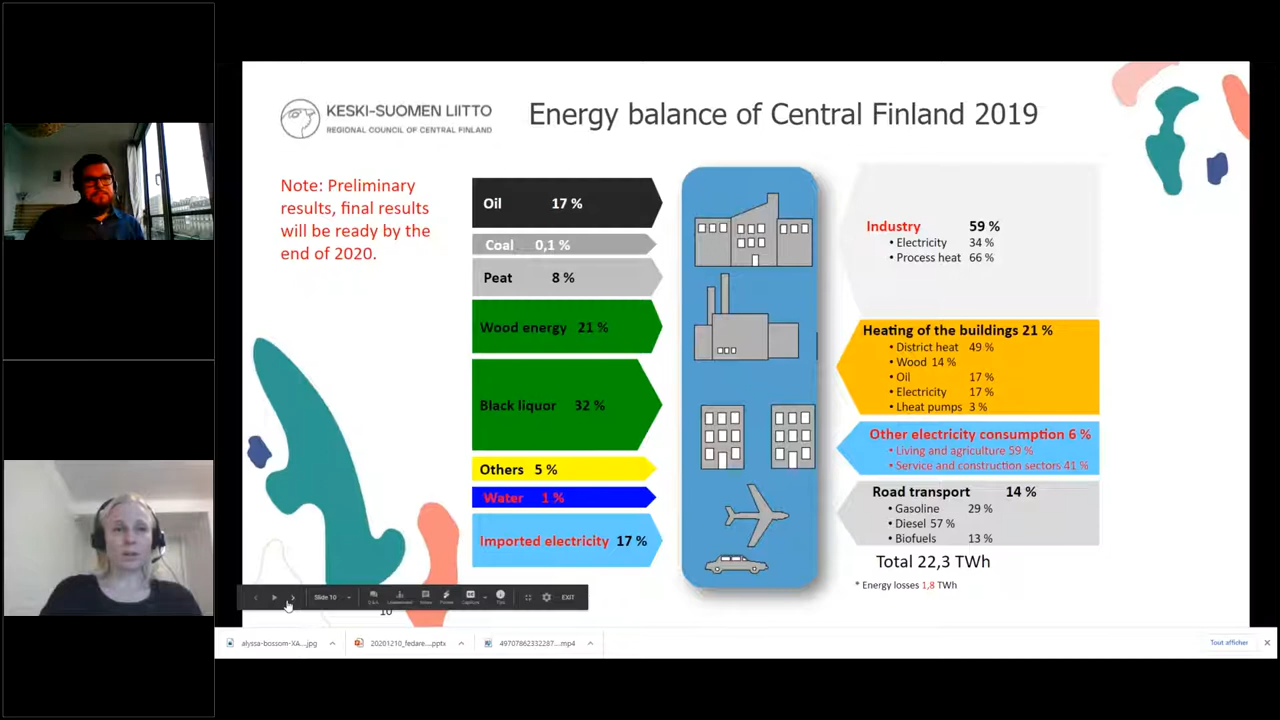 KESKI-SUOMEN LIITTO
REGIONAL COUNCIL OF CENTRAL FINLAND
Energy balance of Central Finland 2019
Note: Preliminary
results, final results
will be ready by the
end of 2020.
Oil 17 %
Coal 0,1 %
Peat 8 %
Wood energy 21 %
Black liquor 32 %
Others 5 %
Water 1 %
Imported electricity 17 %
Industry 59 %
• Electricity 34 %
• Process heat 66 %
Heating of the buildings 21 %
• District heat 49 %
• Wood 14 %
• Oil 17 %
• Electricity 17 %
• Lheat pumps 3 %
Other electricity consumption 6 %
• Living and agriculture 59 %
• Service and construction sectors 41 %
Road transport 14 %
• Gasoline 29 %
• Diesel 57 %
• Biofuels 13 %
Total 22,3 TWh
* Energy losses 1,8 TWh
Slide 10
Q&A
Notes
Pointer
Captions
Tips
EXIT
10
alyssa-bossom-XA....jpg
20201210_fedare....pptx
49707862332287....mp4
Tout afficher